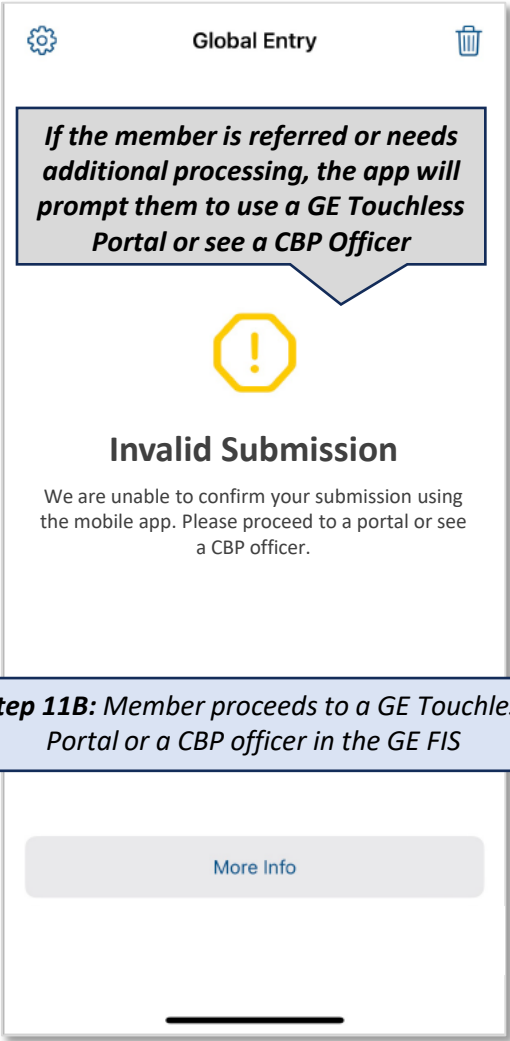 Global Entry
If the member is referred or needs
additional processing, the app will
prompt them to use a GE Touchless
Portal or see a CBP Officer
!
Invalid Submission
We are unable to confirm your submission using
the mobile app. Please proceed to a portal or see
a CBP officer.
tep 11B: Member proceeds to a GE Touchles
Portal or a CBP officer in the GE FIS
More Info